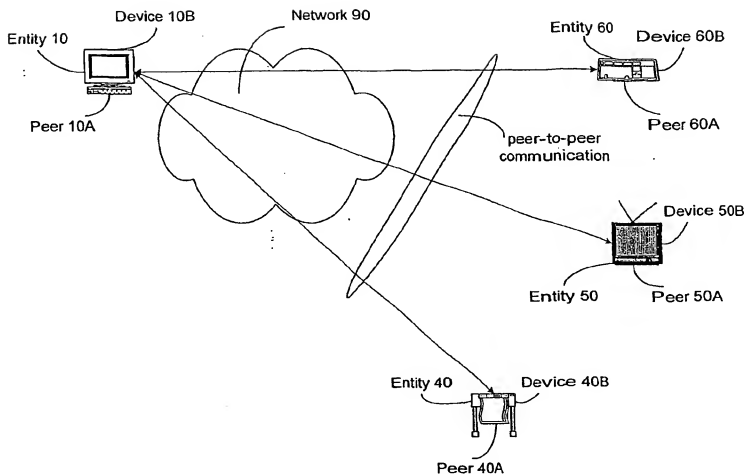 Device 10B
Network 90
Entity 10
Entity 60
Device 60B
Peer 10A
Peer 60A
peer-to-peer
communication
Device 50B
Entity 50
Peer 50A
Entity 40
Device 40B
Peer 40A